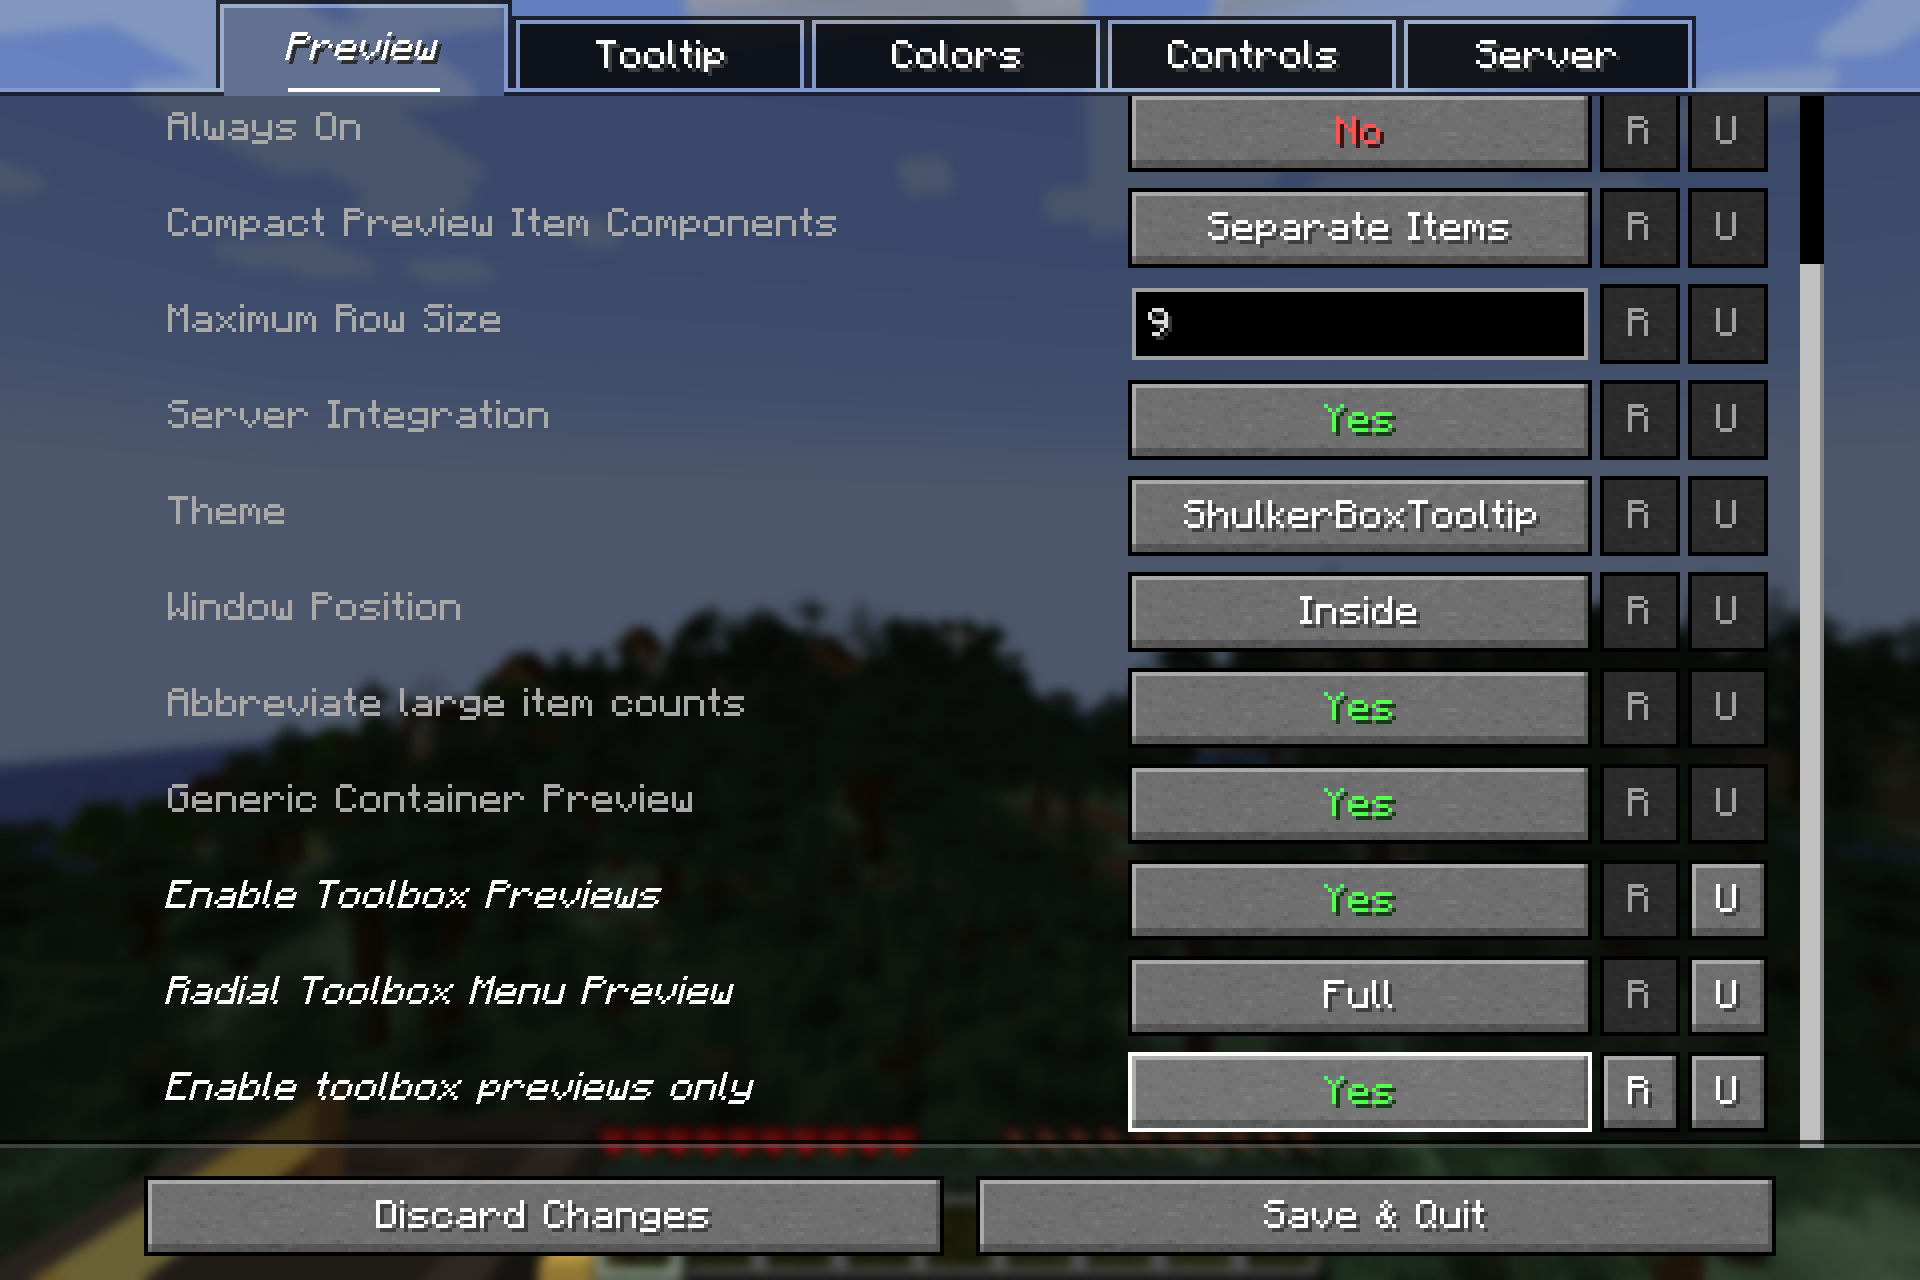 Preview Tooltip Colors Controls Server
Always On No R U
Compact Preview Item Components Separate Items R U
Maximum Row Size 9 R U
Server Integration Yes R U
Theme ShulkerBoxTooltip R U
Window Position Inside R U
Abbreviate large item counts Yes R U
Generic Container Preview Yes R U
Enable Toolbox Previews Yes R U
Radial Toolbox Menu Preview Full R U
Enable toolbox previews only Yes R U
Discard Changes Save & Quit